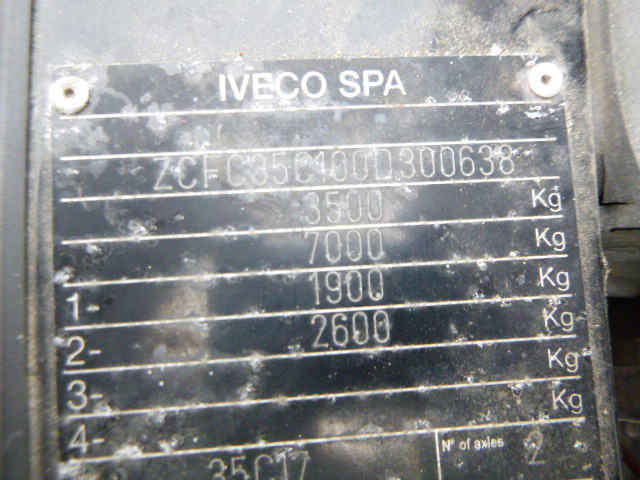 IVECO SPA
ZCFC35C100D300638
3500 Kg
7000 Kg
1- 1900 Kg
2- 2600 Kg
3- Kg
4- Kg
35C17 N° of axles 2